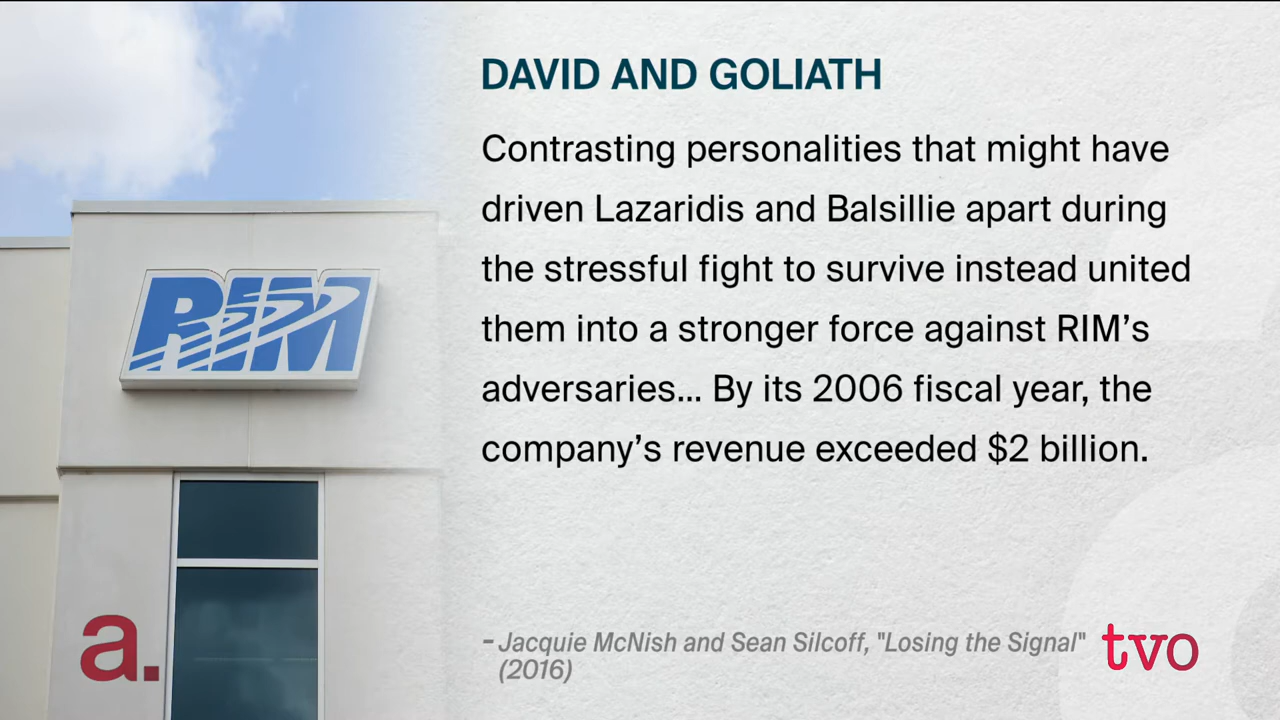 DAVID AND GOLIATH
Contrasting personalities that might have
driven Lazaridis and Balsillie apart during
the stressful fight to survive instead united
them into a stronger force against RIM’s
adversaries... By its 2006 fiscal year, the
company’s revenue exceeded $2 billion.
– Jacquie McNish and Sean Silcoff, "Losing the Signal"
(2016)
RIM
a.
tvo